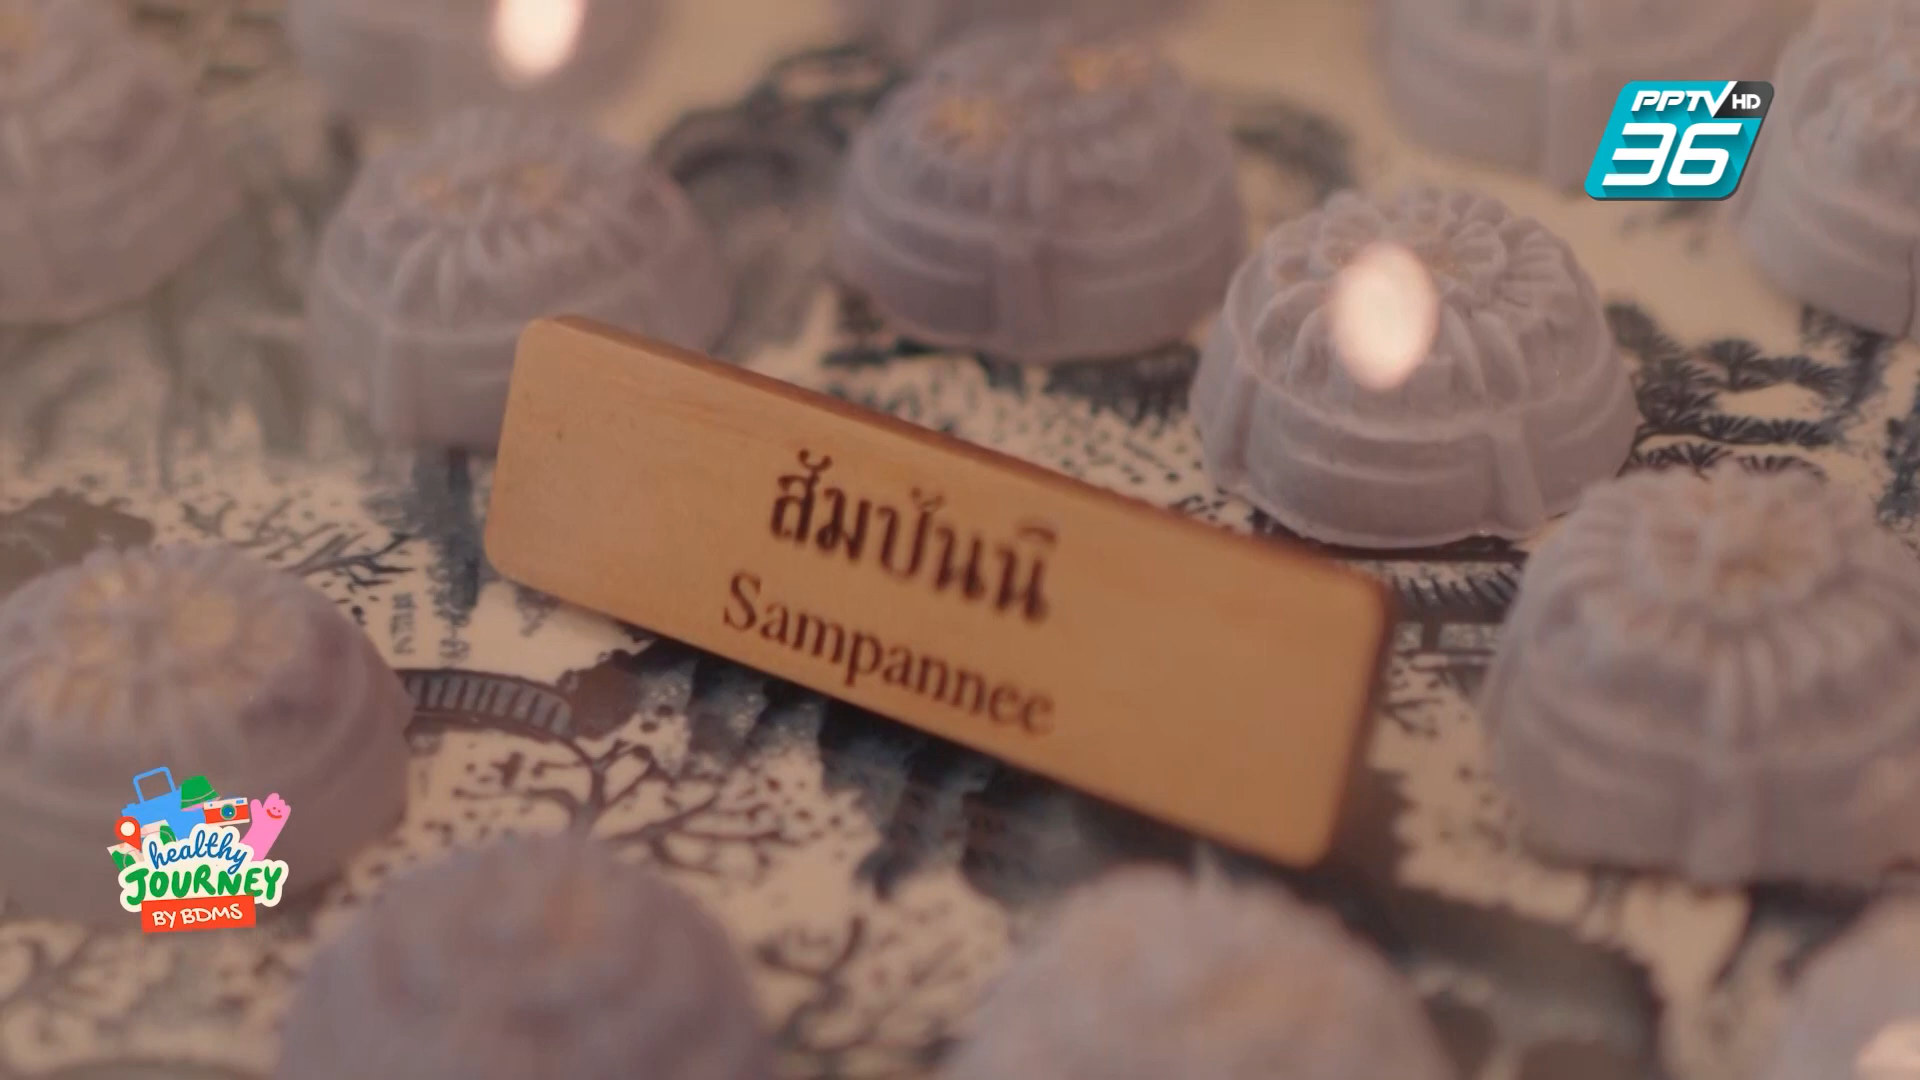 PPTV HD
36
สัมปันนี
Sampannee
healthy
JOURNEY
BY BDMS